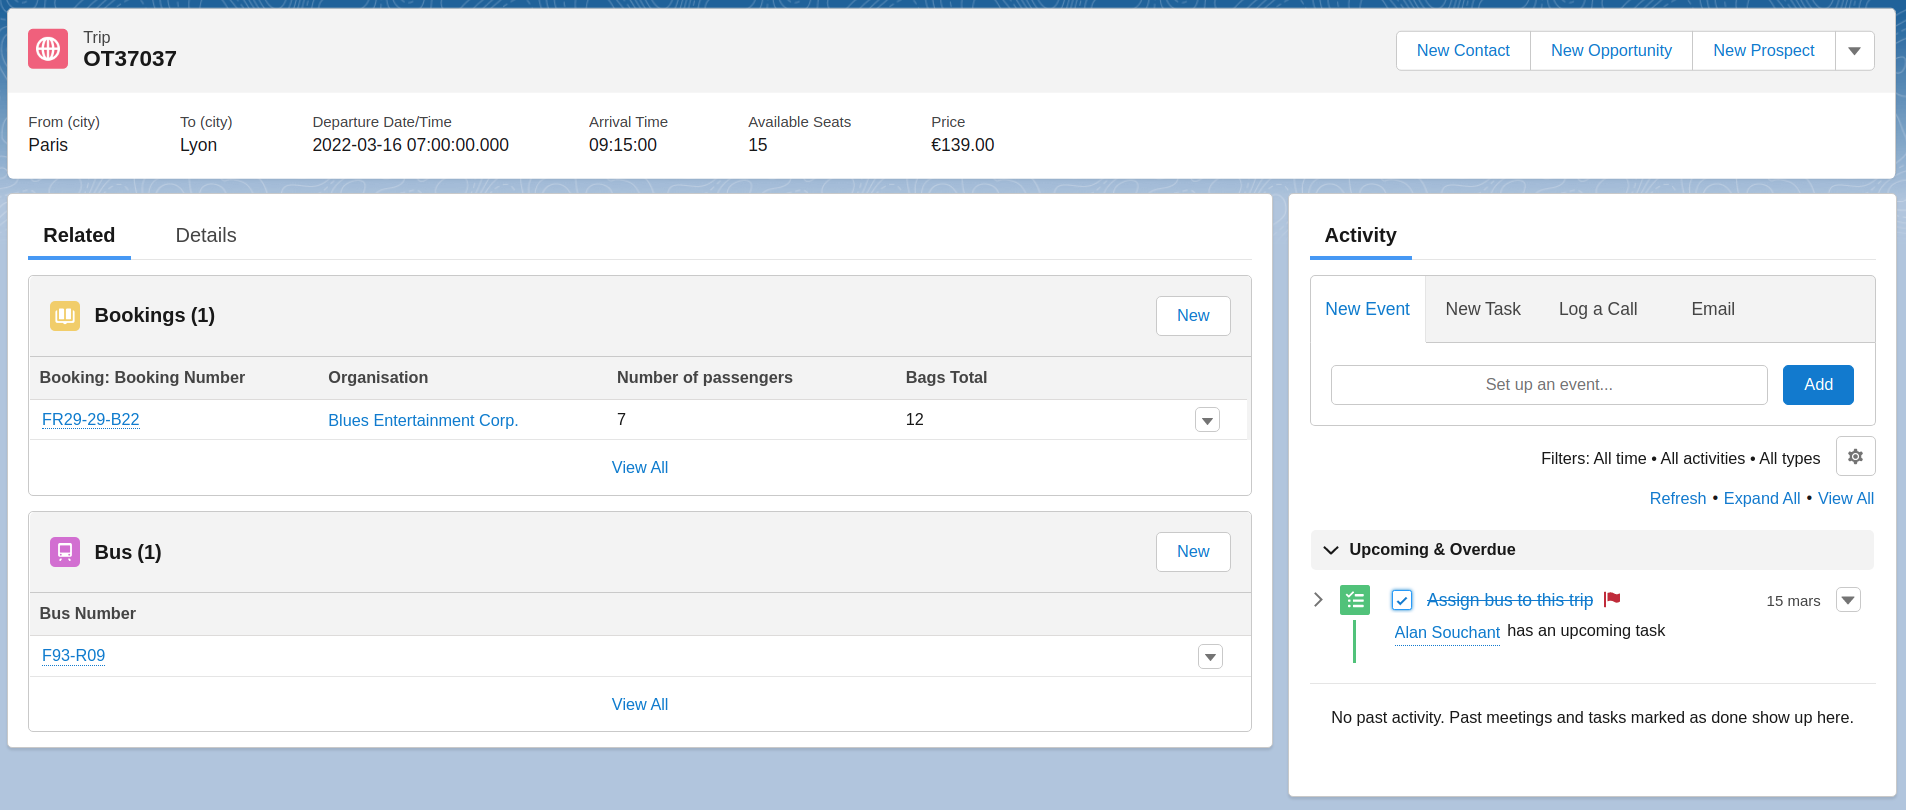 Trip
OT37037
New Contact New Opportunity New Prospect
From (city) To (city) Departure Date/Time Arrival Time Available Seats Price
Paris Lyon 2022-03-16 07:00:00.000 09:15:00 15 €139.00
Related Details
Bookings (1) New
Booking: Booking Number Organisation Number of passengers Bags Total
FR29-29-B22 Blues Entertainment Corp. 7 12
View All
Bus (1) New
Bus Number
F93-R09
View All
Activity
New Event New Task Log a Call Email
Set up an event... Add
Filters: All time • All activities • All types
Refresh • Expand All • View All
Upcoming & Overdue
Assign bus to this trip 15 mars
Alan Souchant has an upcoming task
No past activity. Past meetings and tasks marked as done show up here.